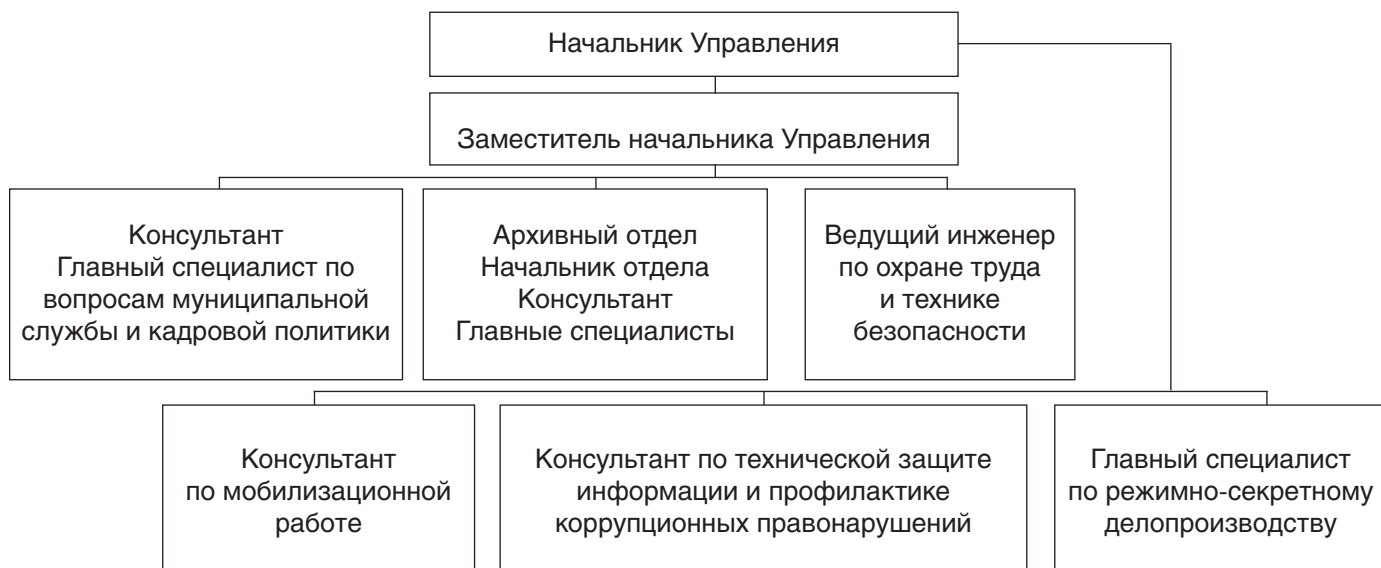 Начальник Управления
Заместитель начальника Управления
Консультант
Главный специалист по
вопросам муниципальной
службы и кадровой политики
Архивный отдел
Начальник отдела
Консультант
Главные специалисты
Ведущий инженер
по охране труда
и технике
безопасности
Консультант
по мобилизационной
работе
Консультант по технической защите
информации и профилактике
коррупционных правонарушений
Главный специалист
по режимно-секретному
делопроизводству